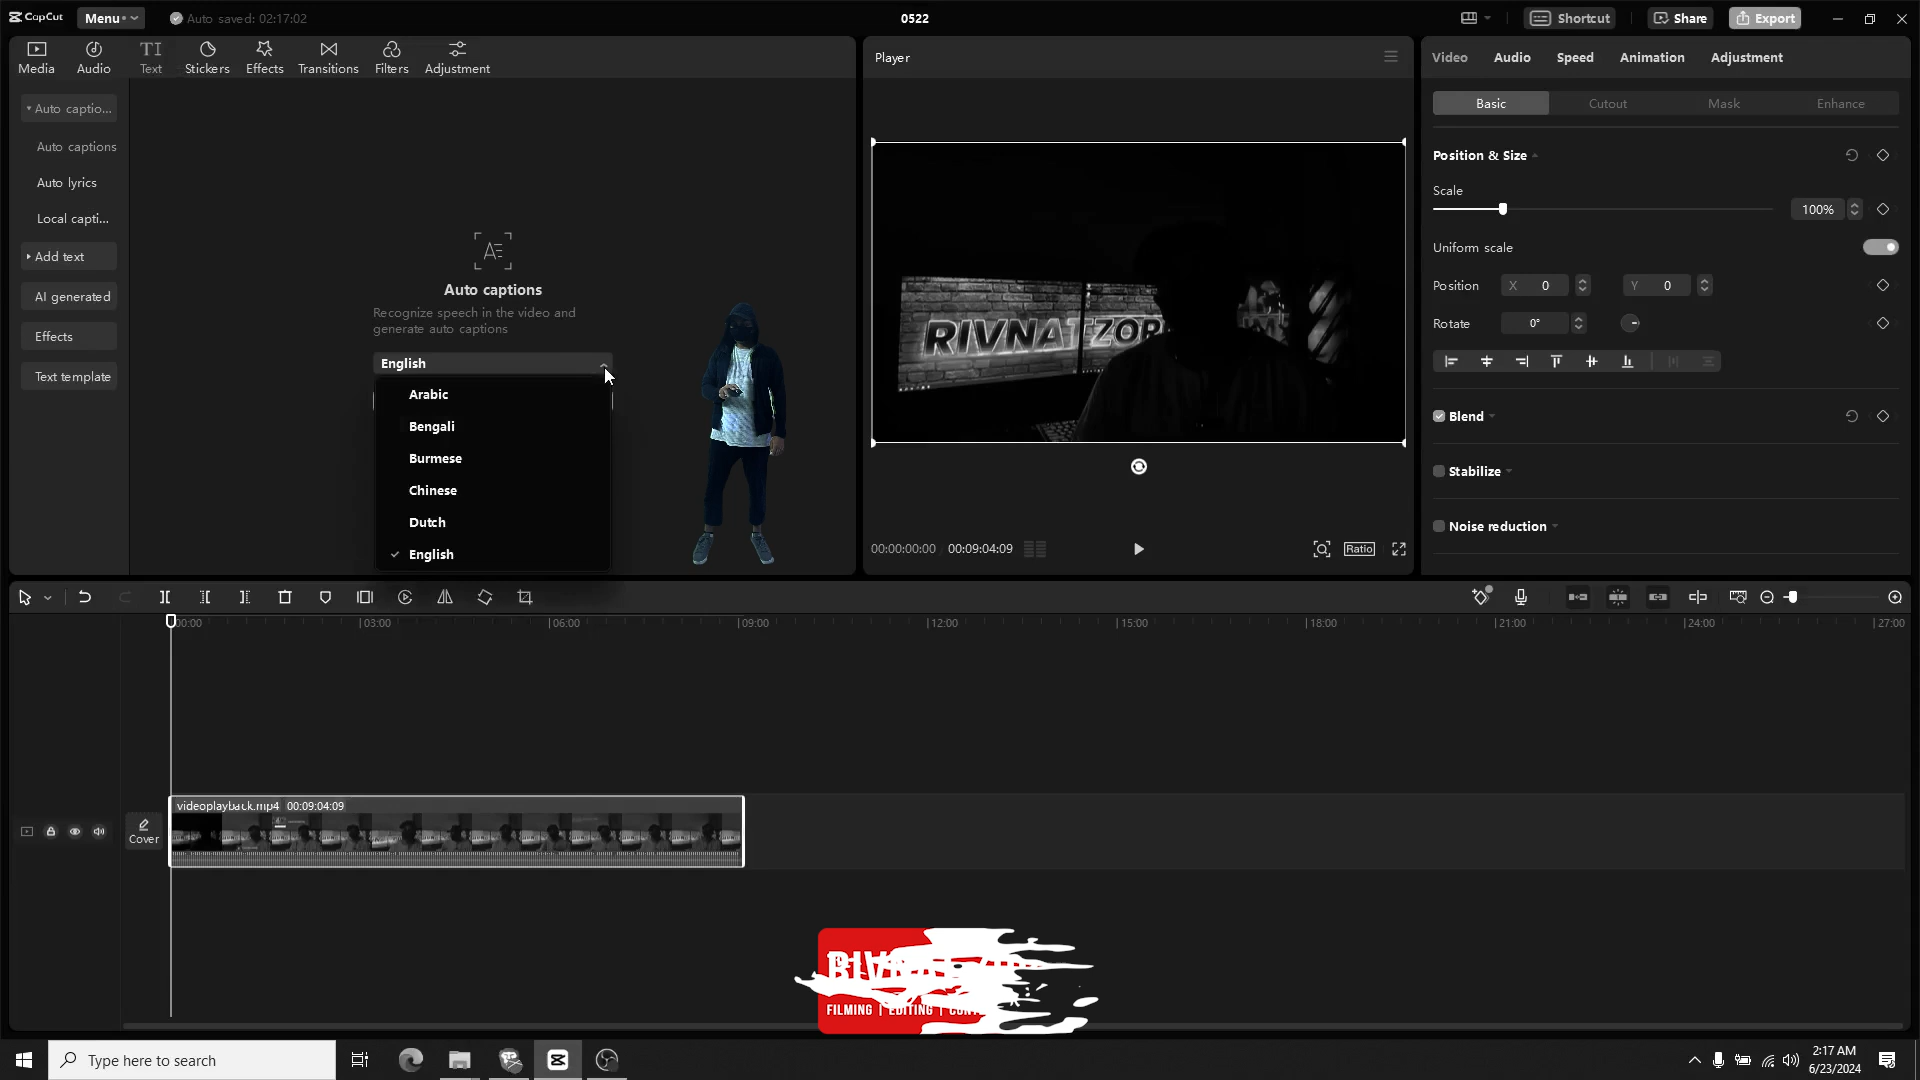 CapCut
Menu
Auto saved: 02:17:02
0522
Shortcut
Share
Export
Media
Audio
TI
Text
Stickers
Effects
Transitions
Filters
Adjustment
Auto captio...
Auto captions
Auto lyrics
Local capti...
Add text
AI generated
Effects
Text template
Auto captions
Recognize speech in the video and
generate auto captions
English
Arabic
Bengali
Burmese
Chinese
Dutch
English
Player
RIVNATZOR
00:00:00:00
00:09:04:09
Ratio
Video
Audio
Speed
Animation
Adjustment
Basic
Cutout
Mask
Enhance
Position & Size
Scale
100%
Uniform scale
Position
X 0
Y 0
Rotate
0°
Blend
Stabilize
Noise reduction
00:00
03:00
06:00
09:00
12:00
15:00
18:00
21:00
24:00
27:00
videoplayback.mp4 00:09:04:09
Cover
FILMING | EDITING |
Type here to search
2:17 AM
6/23/2024